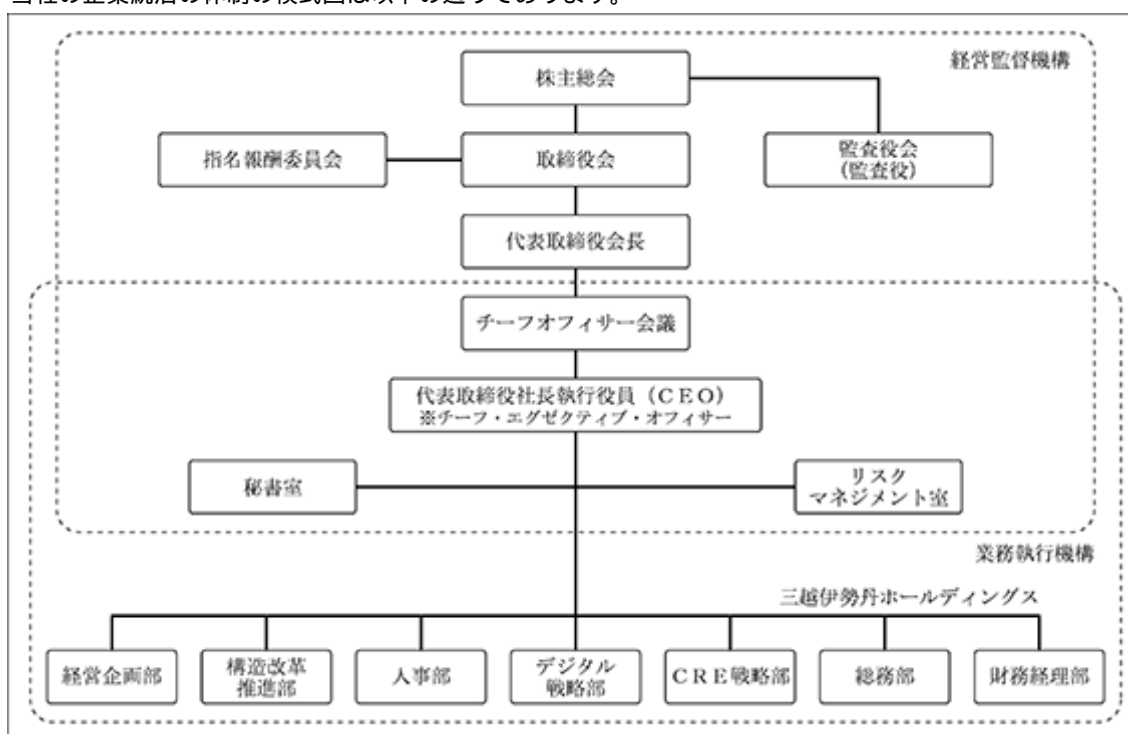 当社の企業統治の体制の模式図は以下の通りであります。
経営監督機構
株主総会
指名報酬委員会
取締役会
監査役会
(監査役)
代表取締役会長
チーフオフィサー会議
代表取締役社長執行役員(CEO)
※チーフ・エグゼクティブ・オフィサー
秘書室
リスク
マネジメント室
業務執行機構
三越伊勢丹ホールディングス
経営企画部
構造改革
推進部
人事部
デジタル
戦略部
CRE戦略部
総務部
財務経理部